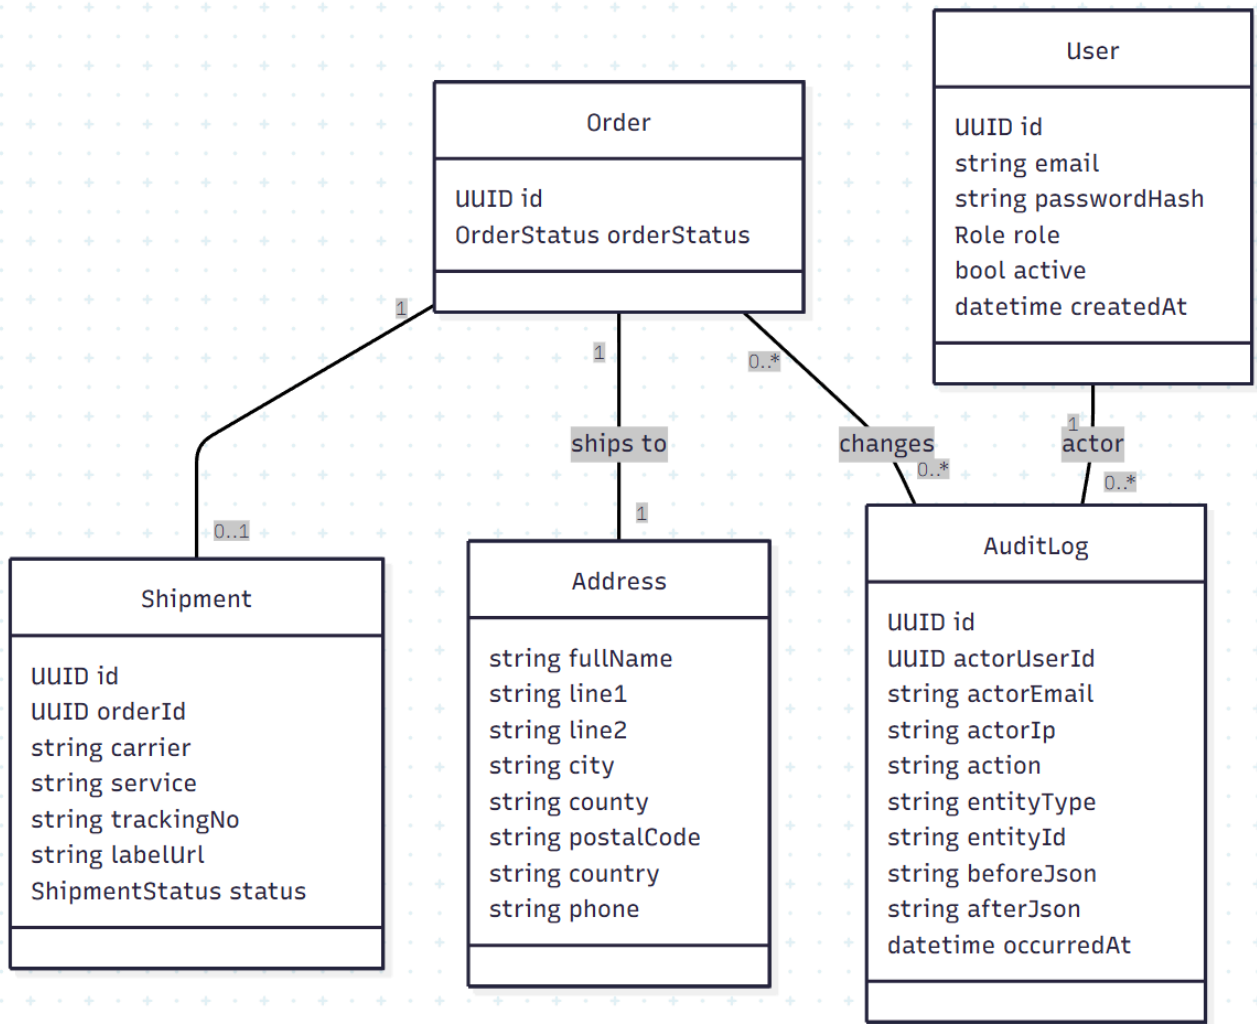 User
UUID id
string email
string passwordHash
Role role
bool active
datetime createdAt
Order
UUID id
OrderStatus orderStatus
1
1
0..*
1
ships to
changes
actor
0..*
0..*
0..1
1
Shipment
UUID id
UUID orderId
string carrier
string service
string trackingNo
string labelUrl
ShipmentStatus status
Address
string fullName
string line1
string line2
string city
string county
string postalCode
string country
string phone
AuditLog
UUID id
UUID actorUserId
string actorEmail
string actorIp
string action
string entityType
string entityId
string beforeJson
string afterJson
datetime occurredAt